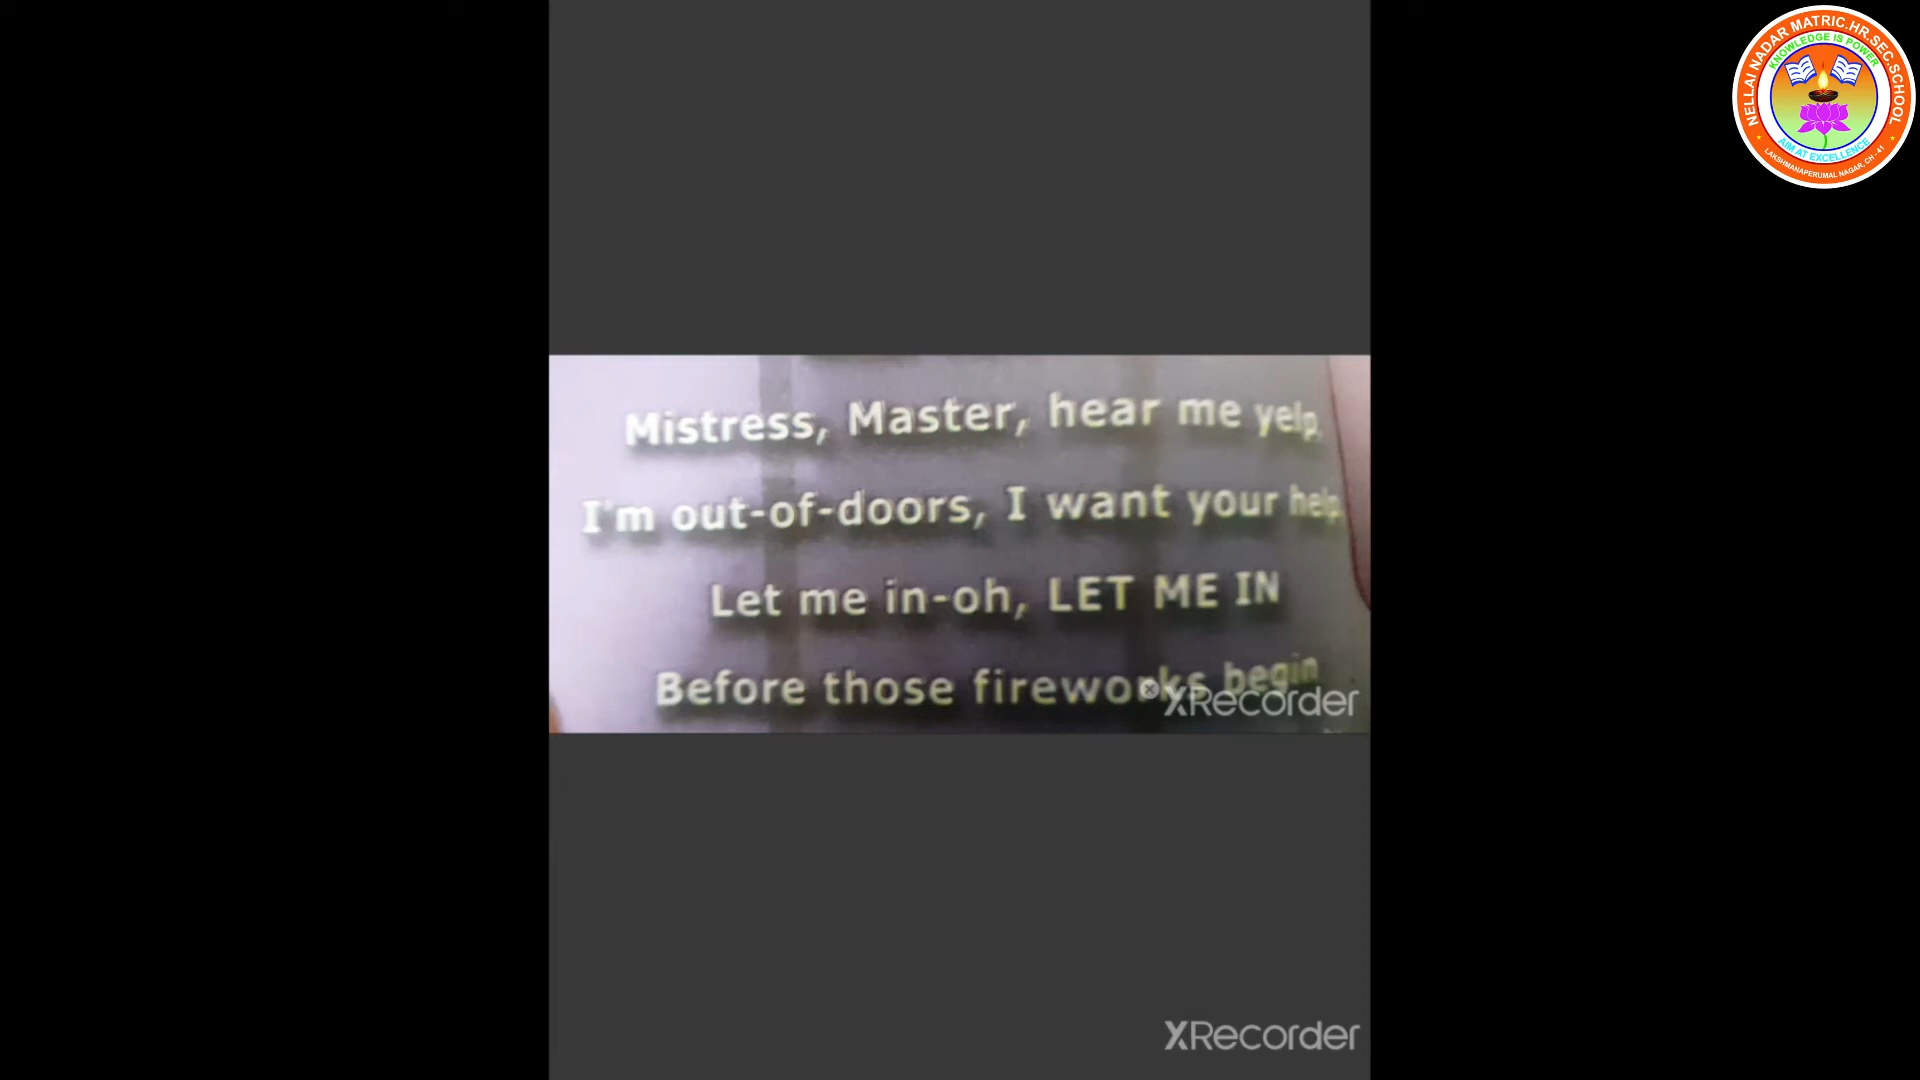 NELLAI NADAR MATRIC.HR.SEC.SCHOOL
KNOWLEDGE IS POWER
AIM AT EXCELLENCE
LAKSHMANAPERUMAL NAGAR, CH - 41
Mistress, Master, hear me yelp,
I'm out-of-doors, I want your help,
Let me in-oh, LET ME IN
Before those fireworks begin
XRecorder
XRecorder